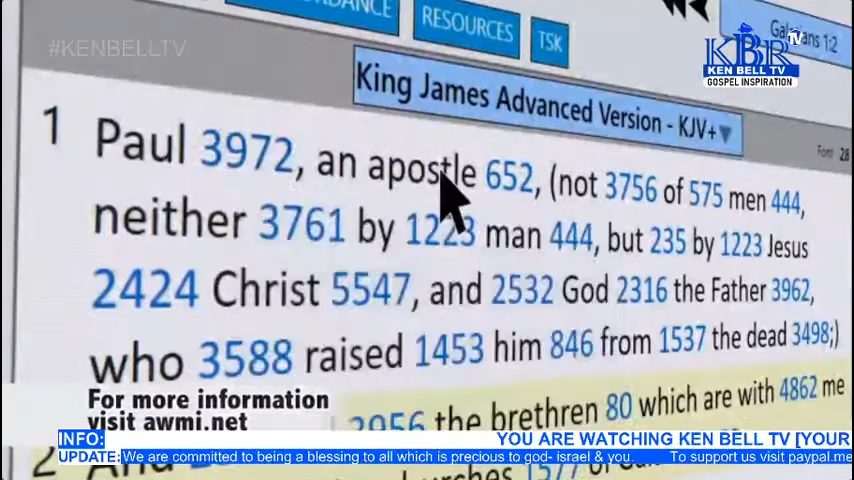 RESOURCES
TSK
#KENBELLTV
TV
KBR
KEN BELL TV
GOSPEL INSPIRATION
1:2
King James Advanced Version - KJV+
Font 28
1 Paul 3972, an apostle 652, (not 3756 of 575 men 444,
neither 3761 by 1223 man 444, but 235 by 1223 Jesus
2424 Christ 5547, and 2532 God 2316 the Father 3962,
who 3588 raised 1453 him 846 from 1537 the dead 3498;)
For more information
visit awmi.net
the brethren 80 which are with 4862 me
2 And
INFO:
YOU ARE WATCHING KEN BELL TV [YOUR
UPDATE: We are committed to being a blessing to all which is precious to god- israel & you.
To support us visit paypal.me